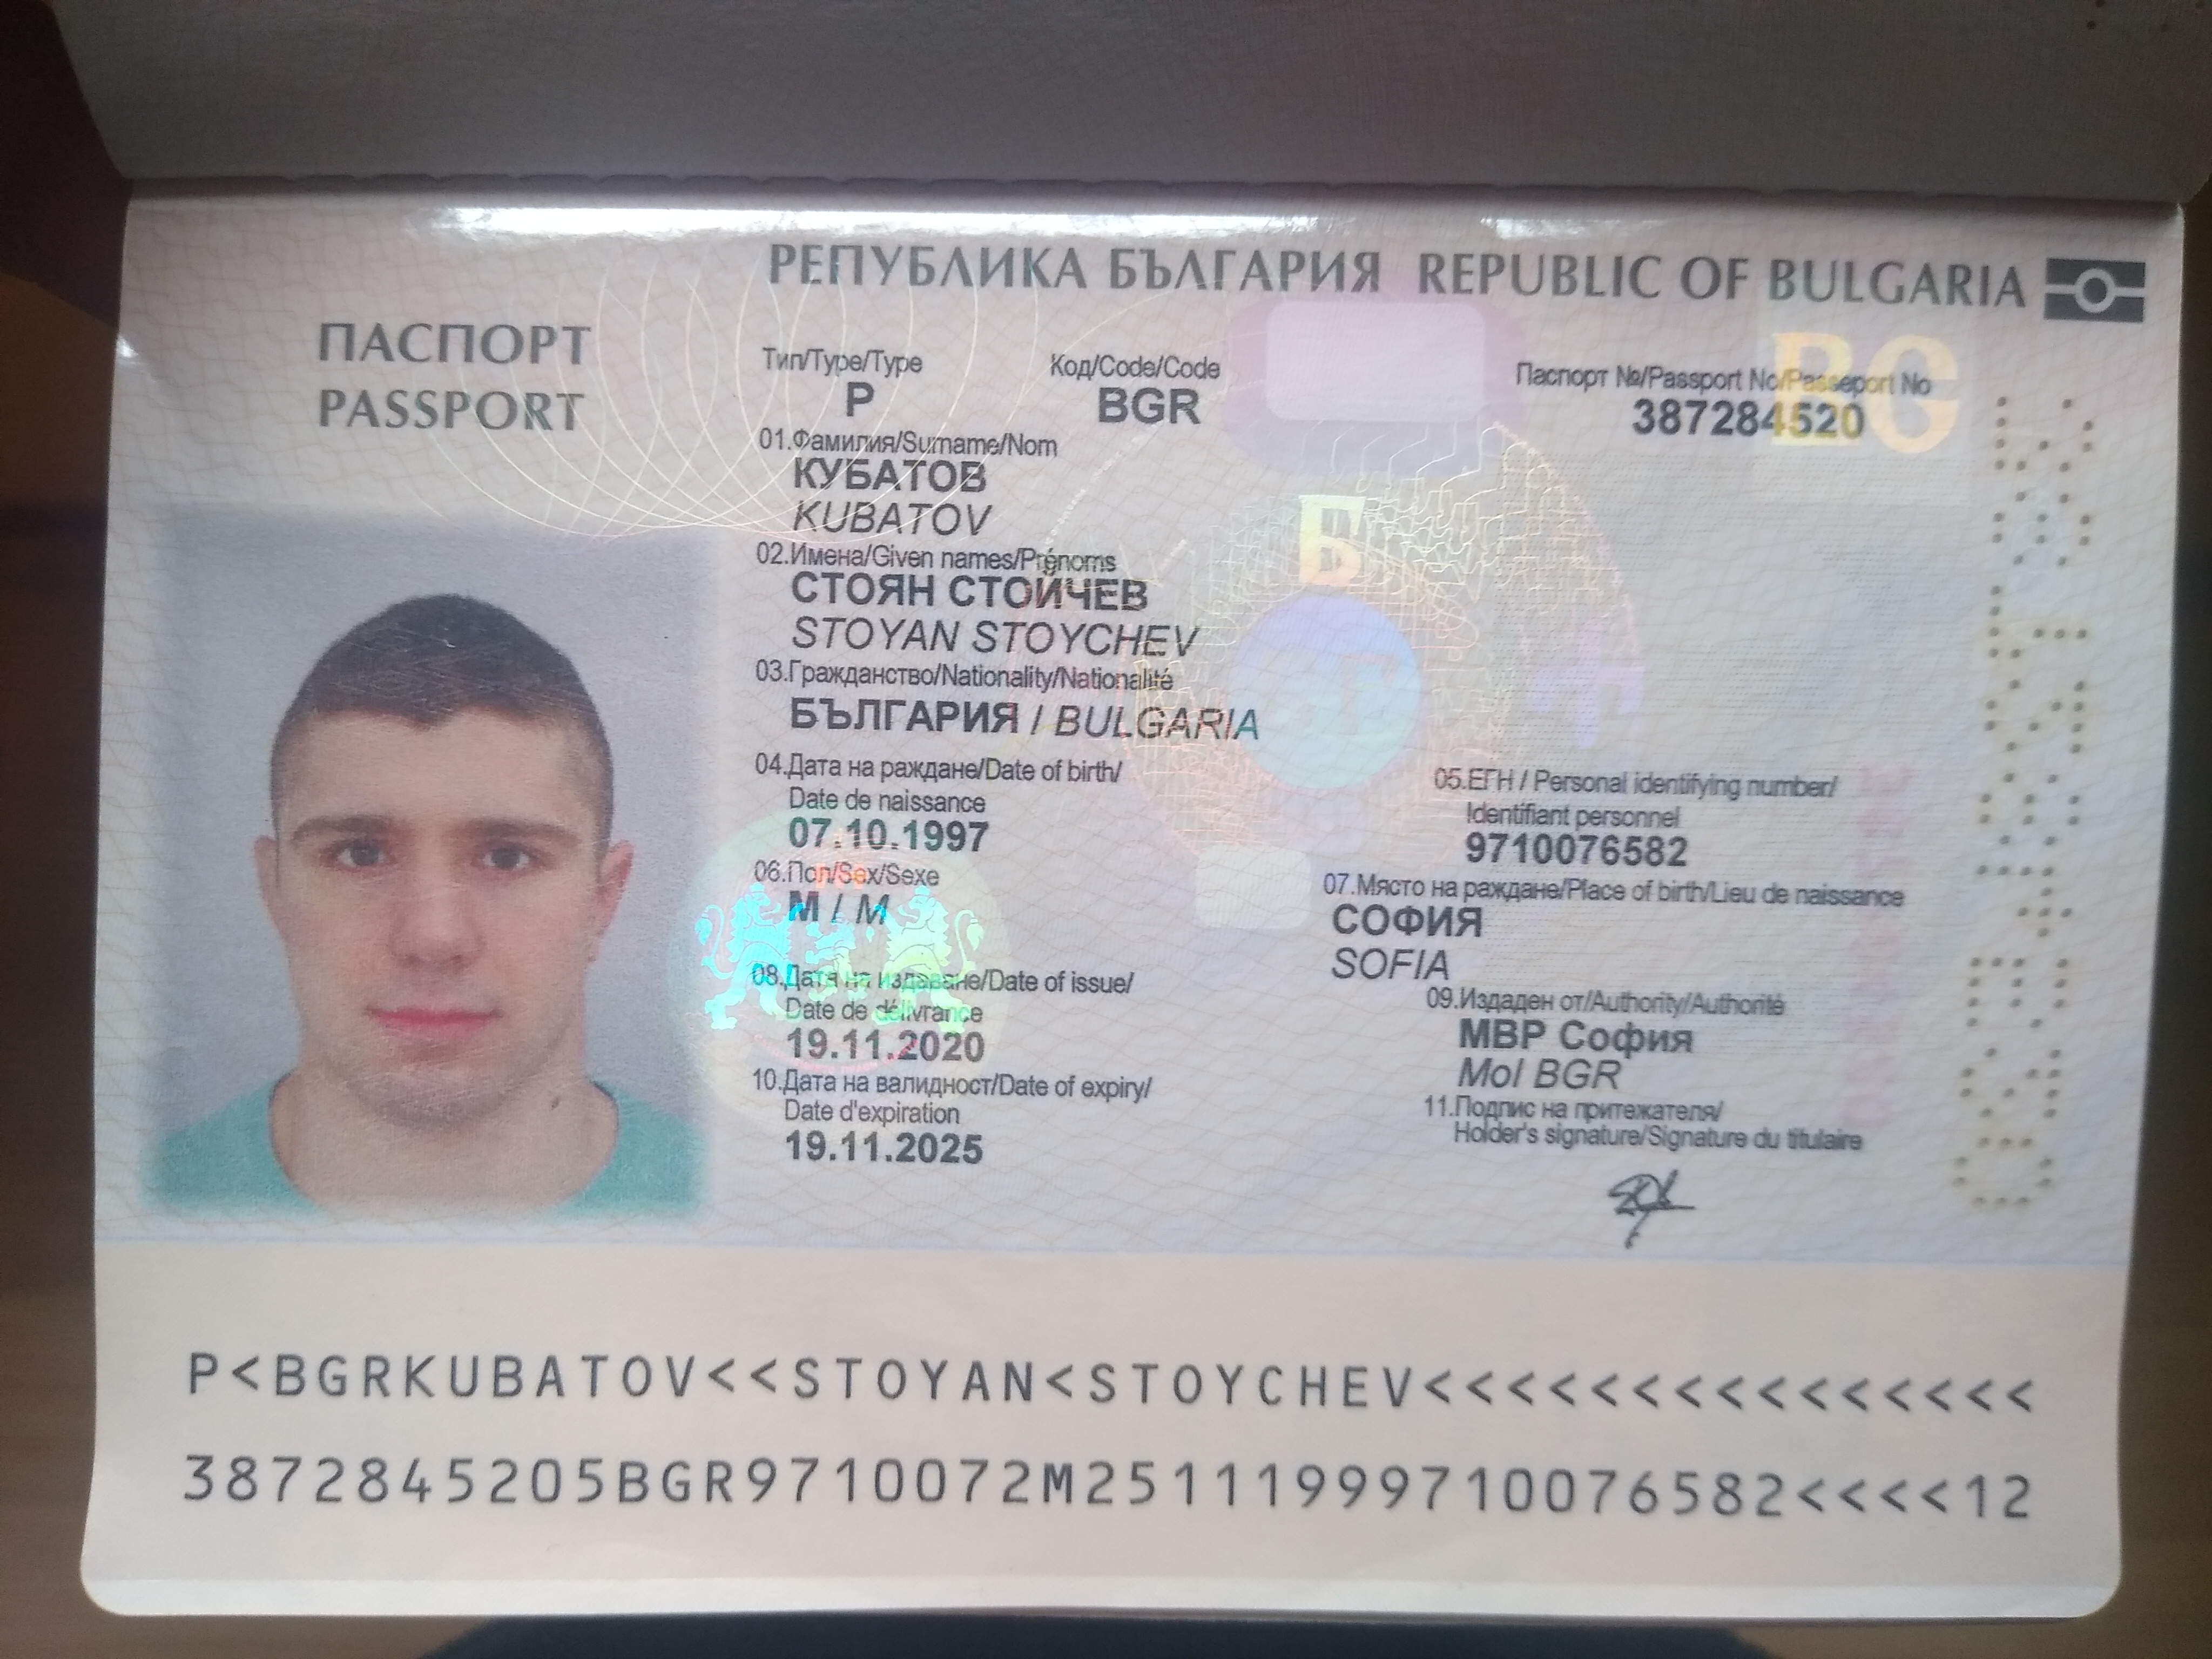 РЕПУБЛИКА БЪЛГАРИЯ REPUBLIC OF BULGARIA
ПАСПОРТ
PASSPORT
Тип/Type/Type
P
Код/Code/Code
BGR
Паспорт №/Passport No/Passeport No
387284520
BG
01.Фамилия/Surname/Nom
КУБАТОВ
KUBATOV
02.Имена/Given names/Prénoms
СТОЯН СТОЙЧЕВ
STOYAN STOYCHEV
03.Гражданство/Nationality/Nationalité
БЪЛГАРИЯ / BULGARIA
04.Дата на раждане/Date of birth/
Date de naissance
07.10.1997
05.ЕГН / Personal identifying number/
Identifiant personnel
9710076582
06.Пол/Sex/Sexe
М / M
07.Място на раждане/Place of birth/Lieu de naissance
СОФИЯ
SOFIA
08.Дата на издаване/Date of issue/
Date de délivrance
19.11.2020
09.Издаден от/Authority/Authorité
МВР София
MoI BGR
10.Дата на валидност/Date of expiry/
Date d'expiration
19.11.2025
11.Подпис на притежателя/
Holder's signature/Signature du titulaire
P<BGRKUBATOV<<STOYAN<STOYCHEV<<<<<<<<<<<<<<<
3872845205BGR9710072M25111999710076582<<<<12